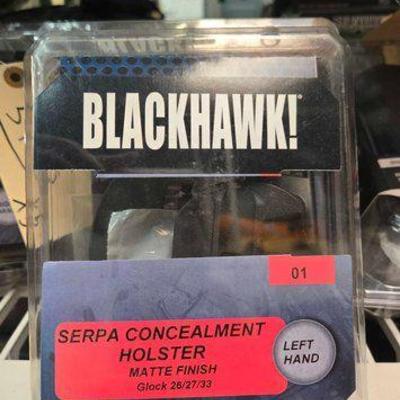 BLACKHAWK!
01
SERPA CONCEALMENT
HOLSTER
MATTE FINISH
Glock 26/27/33
LEFT
HAND